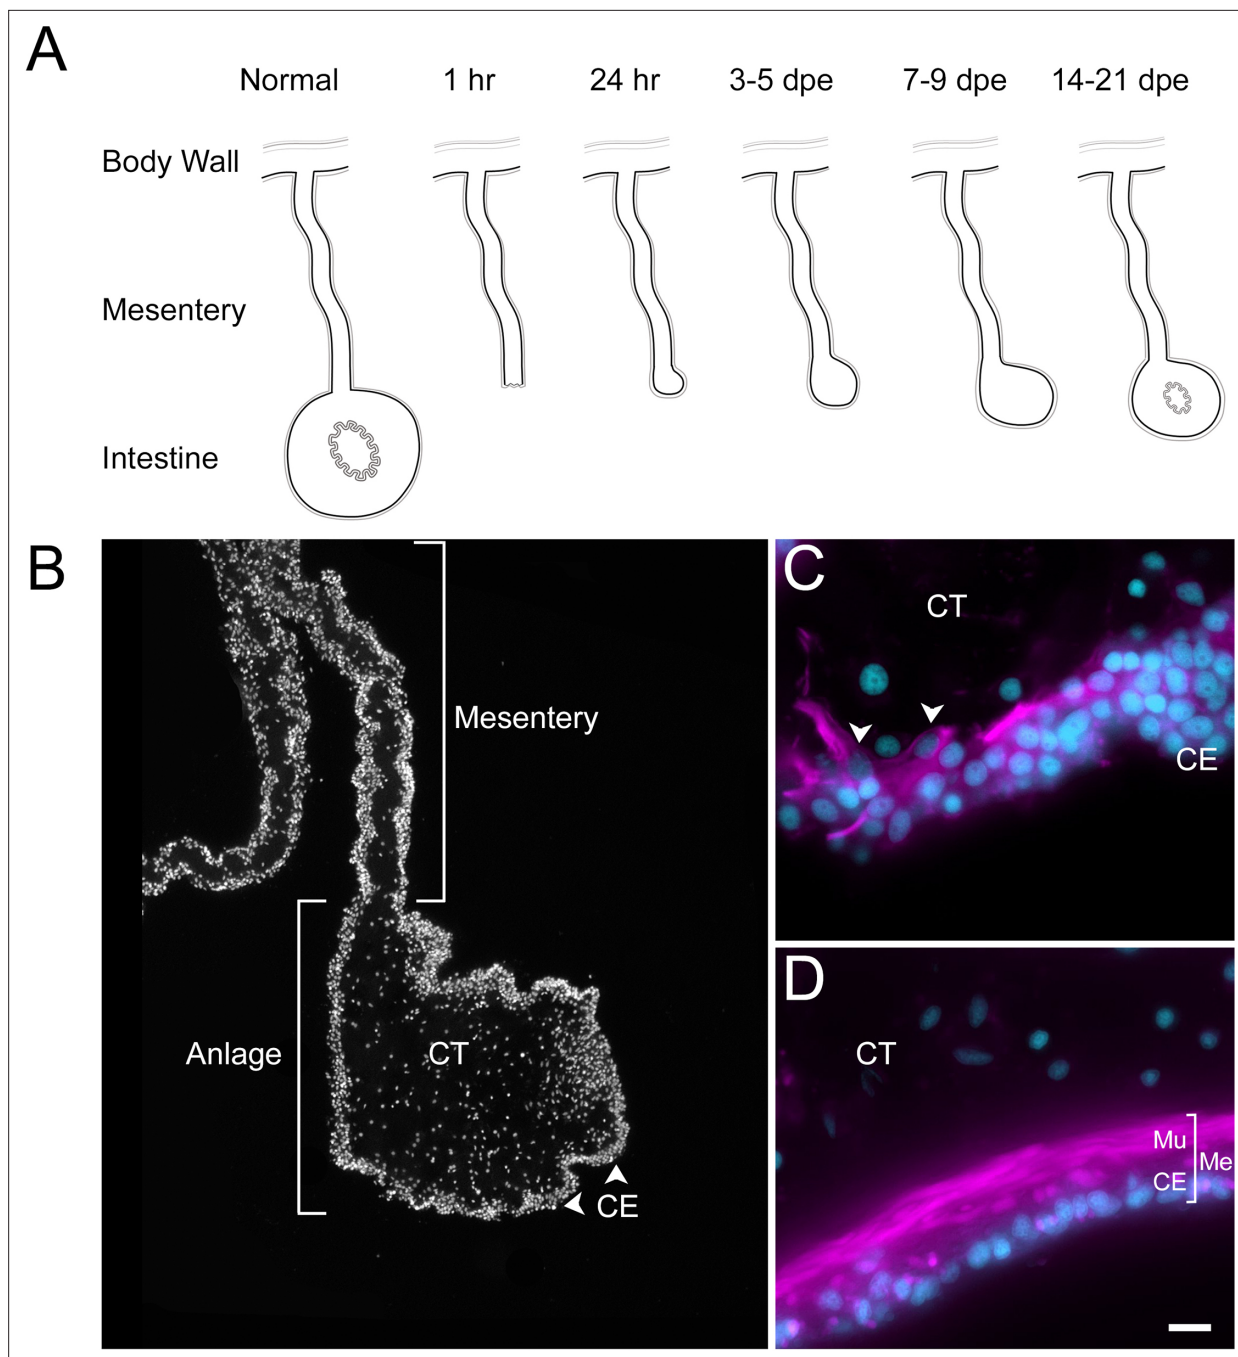 A
Normal 1 hr 24 hr 3-5 dpe 7-9 dpe 14-21 dpe
Body Wall
Mesentery
Intestine
B
Mesentery
Anlage
CT
CE
C
CT
CE
D
CT
Mu
CE
Me